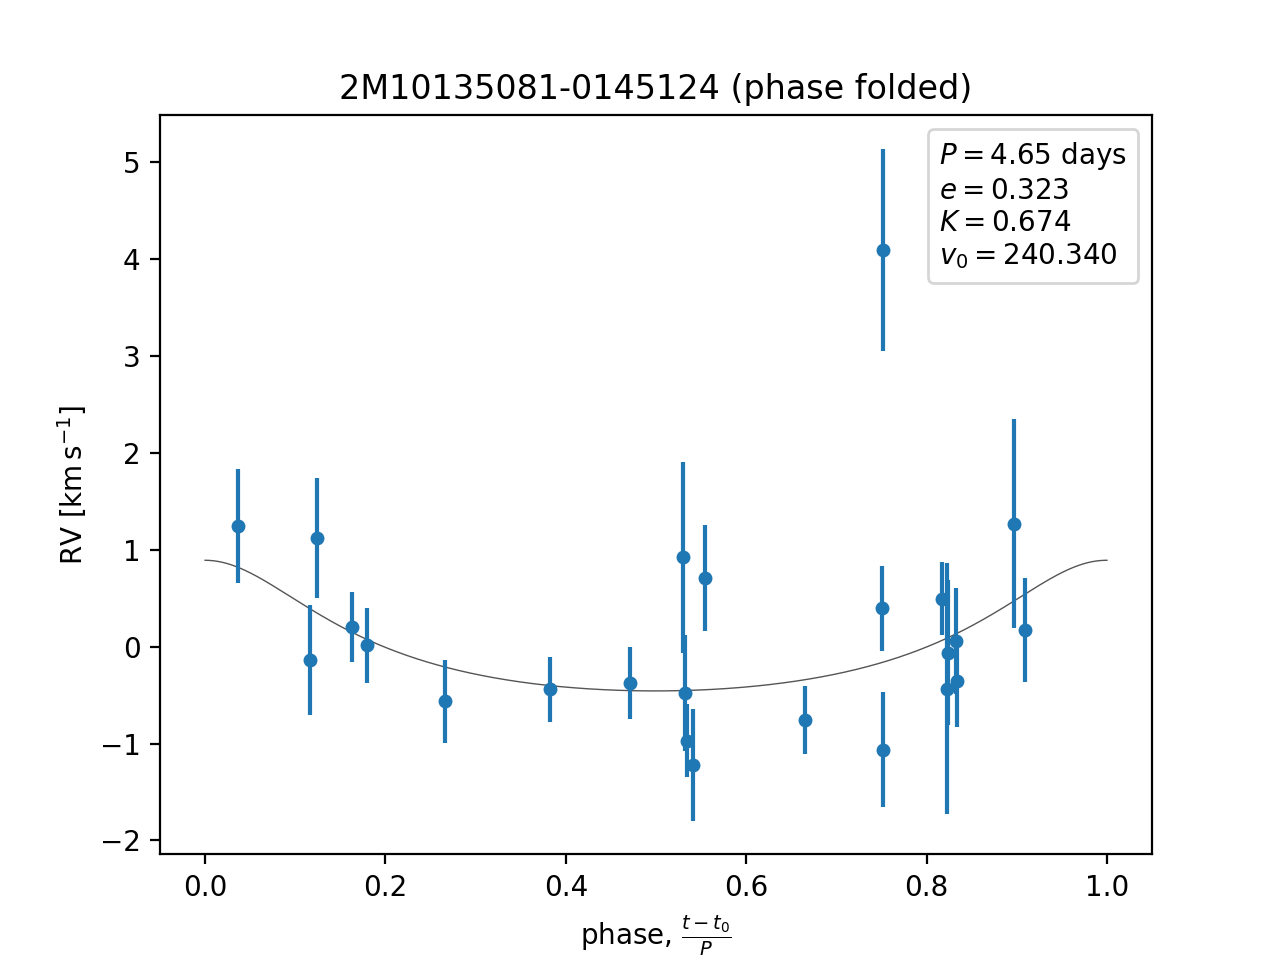 2M10135081-0145124 (phase folded)
P = 4.65 days
e = 0.323
K = 0.674
v₀ = 240.340
RV [km s⁻¹]
5
4
3
2
1
0
−1
−2
0.0 0.2 0.4 0.6 0.8 1.0
phase, (t − t₀)/P